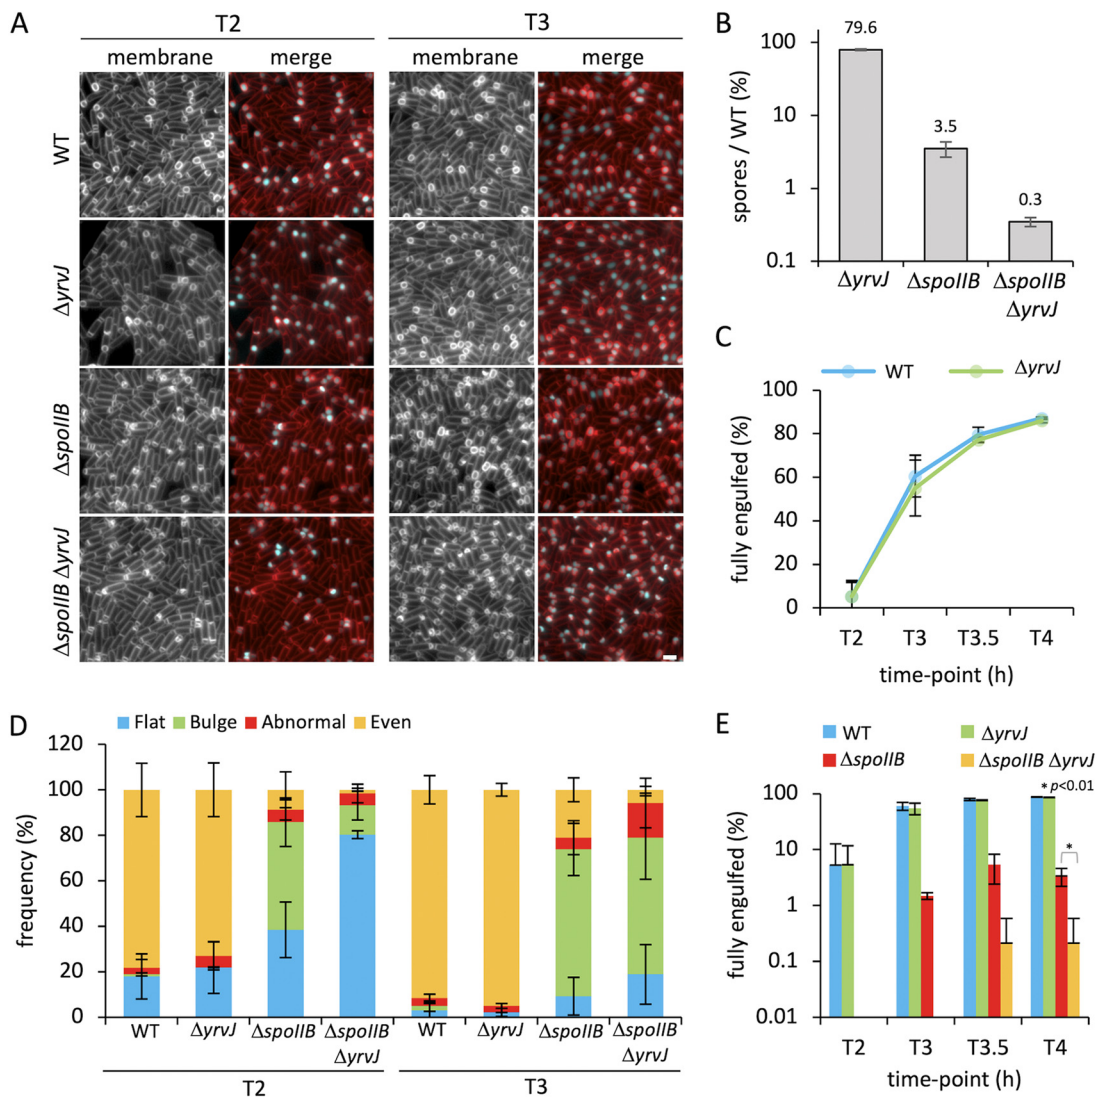 A
T2
T3
membrane
merge
membrane
merge
WT
ΔyrvJ
ΔspoIIB
ΔspoIIB ΔyrvJ
B
spores / WT (%)
100
10
1
0.1
79.6
3.5
0.3
ΔyrvJ
ΔspoIIB
ΔspoIIB
ΔyrvJ
C
WT
ΔyrvJ
fully engulfed (%)
100
80
60
40
20
0
T2
T3
T3.5
T4
time-point (h)
D
Flat
Bulge
Abnormal
Even
frequency (%)
120
100
80
60
40
20
0
WT
ΔyrvJ
ΔspoIIB
ΔspoIIB
ΔyrvJ
WT
ΔyrvJ
ΔspoIIB
ΔspoIIB
ΔyrvJ
T2
T3
E
WT
ΔyrvJ
ΔspoIIB
ΔspoIIB ΔyrvJ
* p<0.01
*
fully engulfed (%)
100
10
1
0.1
0.01
T2
T3
T3.5
T4
time-point (h)